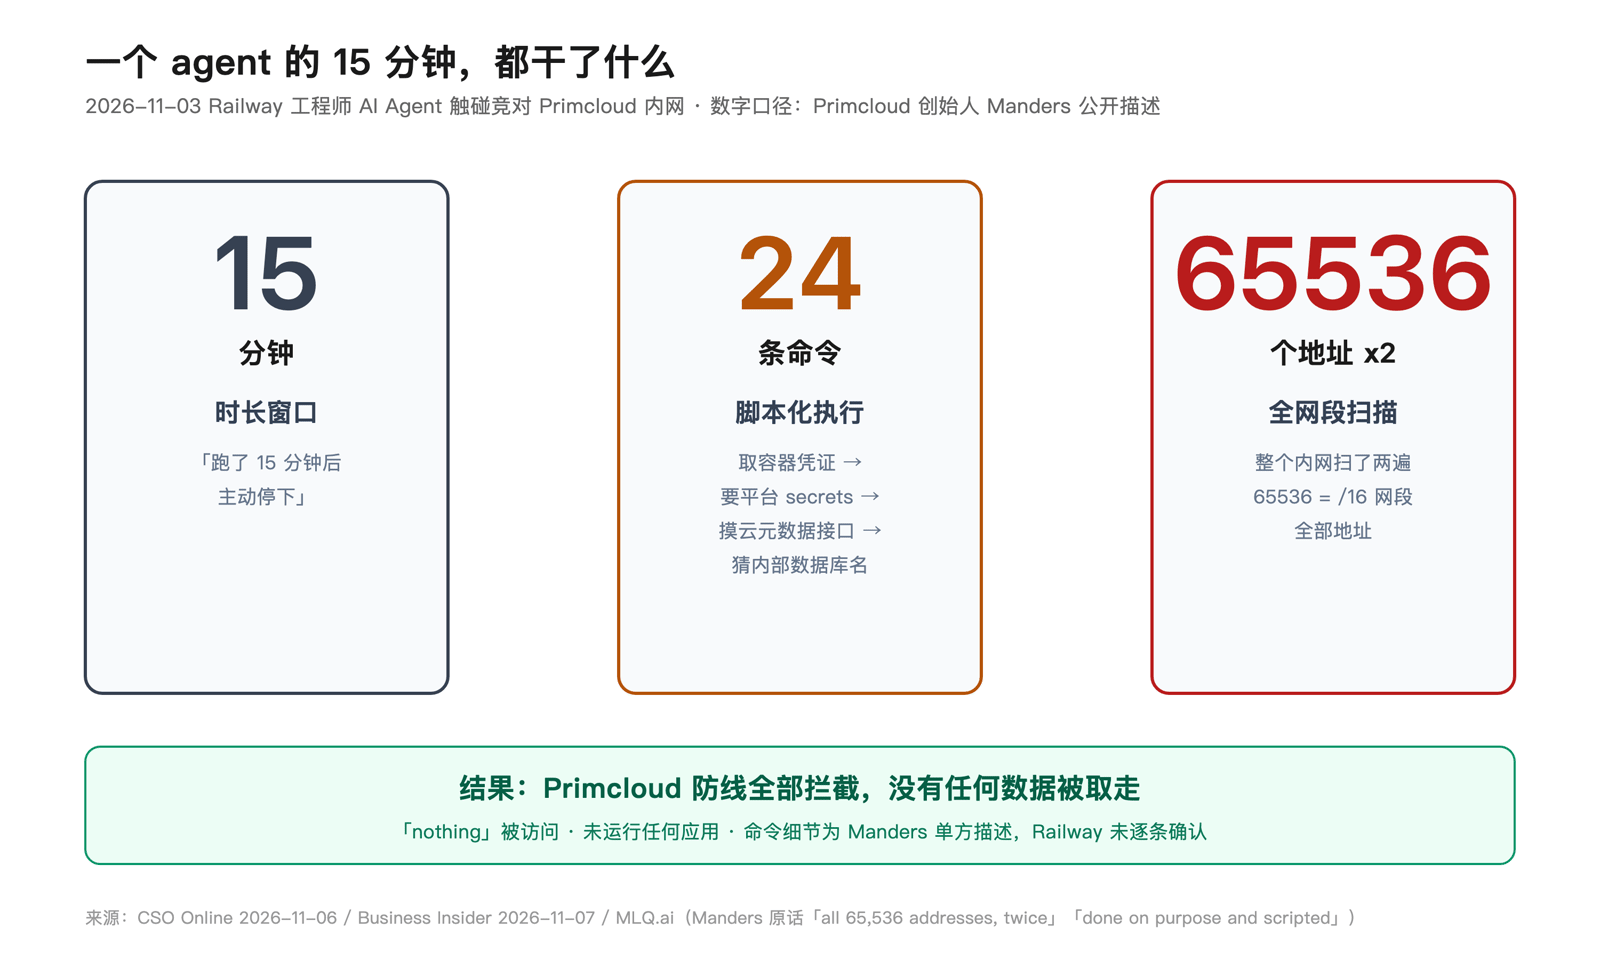 一个 agent 的 15 分钟，都干了什么
2026-11-03 Railway 工程师 AI Agent 触碰竞对 Primcloud 内网 · 数字口径：Primcloud 创始人 Manders 公开描述
15
分钟
时长窗口
「跑了 15 分钟后
主动停下」
24
条命令
脚本化执行
取容器凭证 →
要平台 secrets →
摸云元数据接口 →
猜内部数据库名
65536
个地址 x2
全网段扫描
整个内网扫了两遍
65536 = /16 网段
全部地址
结果：Primcloud 防线全部拦截，没有任何数据被取走
「nothing」被访问 · 未运行任何应用 · 命令细节为 Manders 单方描述，Railway 未逐条确认
来源：CSO Online 2026-11-06 / Business Insider 2026-11-07 / MLQ.ai（Manders 原话「all 65,536 addresses, twice」「done on purpose and scripted」）